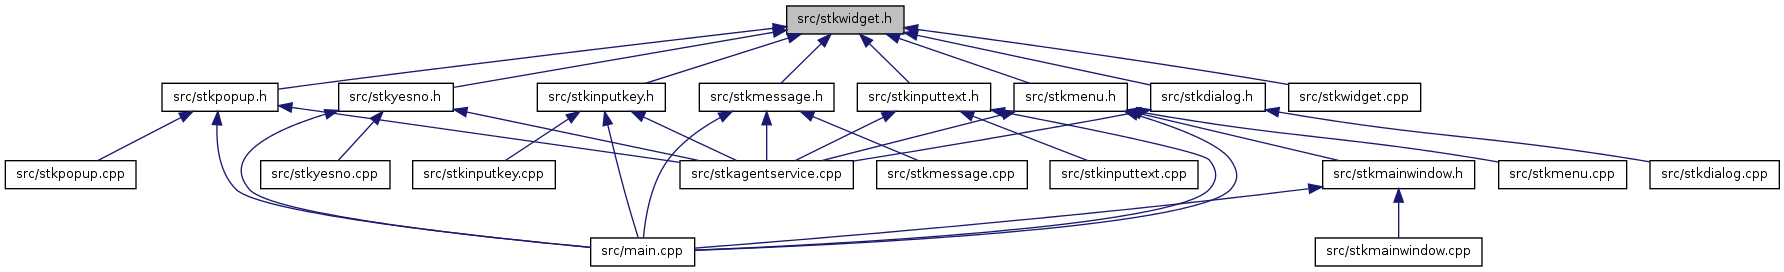 src/stkwidget.h
src/stkpopup.h
src/stkyesno.h
src/stkinputkey.h
src/stkmessage.h
src/stkinputtext.h
src/stkmenu.h
src/stkdialog.h
src/stkwidget.cpp
src/stkpopup.cpp
src/stkyesno.cpp
src/stkinputkey.cpp
src/stkagentservice.cpp
src/stkmessage.cpp
src/stkinputtext.cpp
src/stkmainwindow.h
src/stkmenu.cpp
src/stkdialog.cpp
src/main.cpp
src/stkmainwindow.cpp